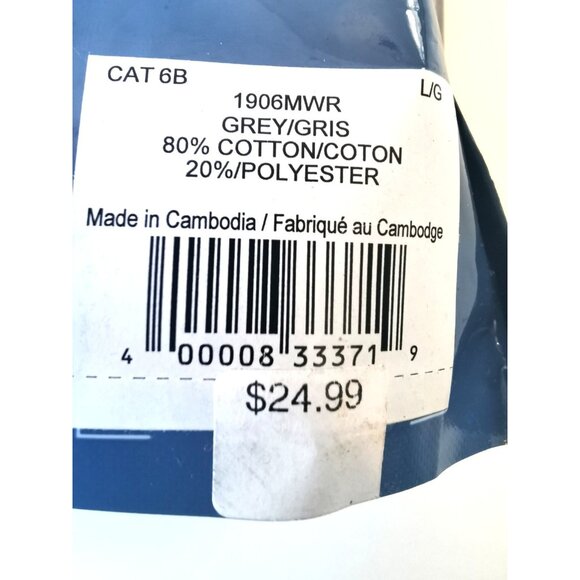 CAT 6B L/G
1906MWR
GREY/GRIS
80% COTTON/COTON
20%/POLYESTER
Made in Cambodia / Fabriqué au Cambodge
4 00008 33371 9
$24.99